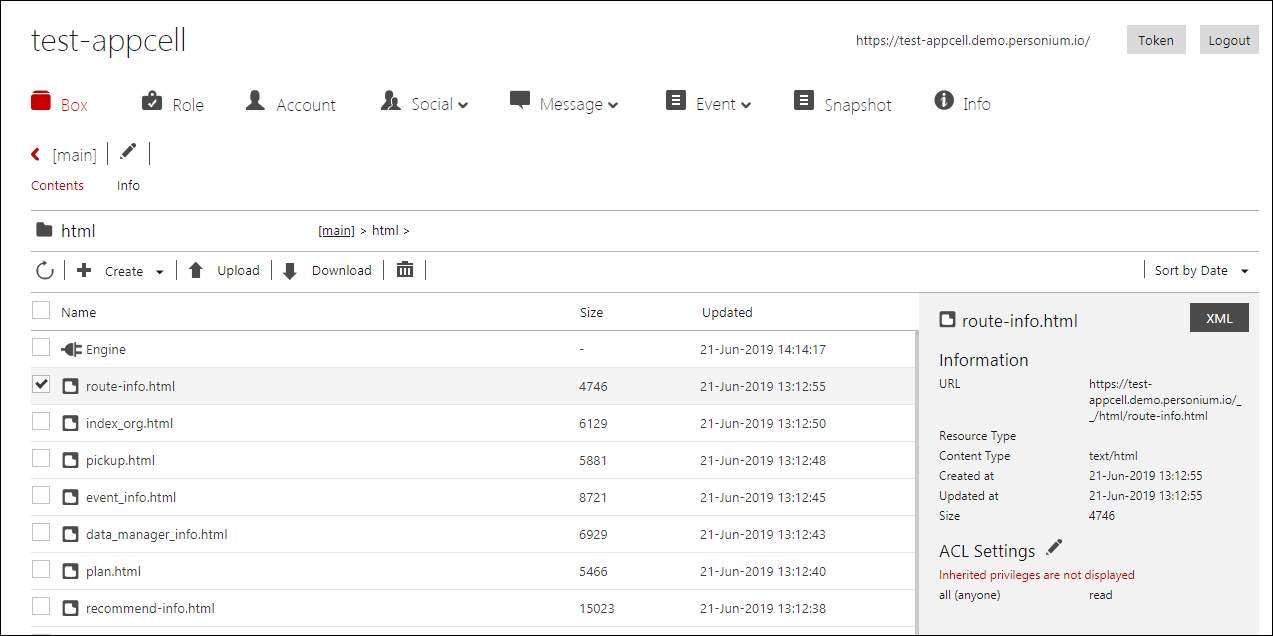 test-appcell
https://test-appcell.demo.personium.io/
Token
Logout
Box
Role
Account
Social
Message
Event
Snapshot
Info
[main]
Contents
Info
html
[main] > html >
Create
Upload
Download
Sort by Date
Name Size Updated
Engine - 21-Jun-2019 14:14:17
route-info.html 4746 21-Jun-2019 13:12:55
index_org.html 6129 21-Jun-2019 13:12:50
pickup.html 5881 21-Jun-2019 13:12:48
event_info.html 8721 21-Jun-2019 13:12:45
data_manager_info.html 6929 21-Jun-2019 13:12:43
plan.html 5466 21-Jun-2019 13:12:40
recommend-info.html 15023 21-Jun-2019 13:12:38
route-info.html
XML
Information
URL https://test-
appcell.demo.personium.io/_
_/html/route-info.html
Resource Type
Content Type text/html
Created at 21-Jun-2019 13:12:55
Updated at 21-Jun-2019 13:12:55
Size 4746
ACL Settings
Inherited privileges are not displayed
all (anyone) read